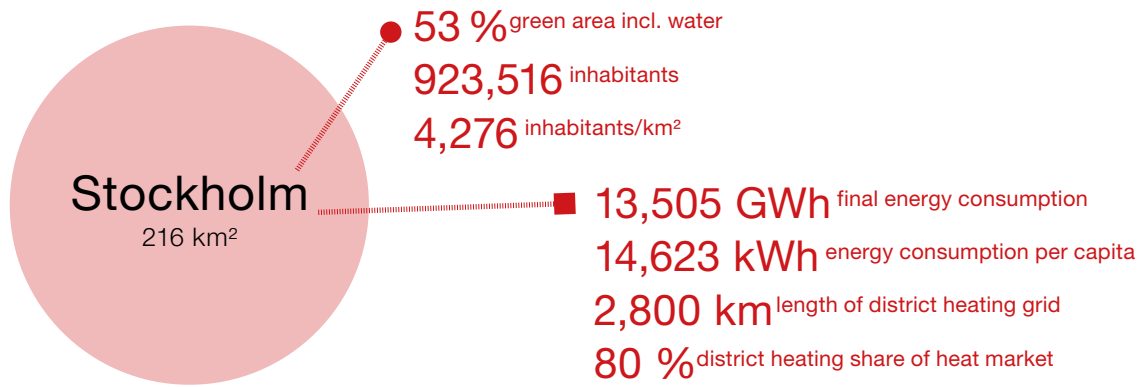 53 % green area incl. water
923,516 inhabitants
4,276 inhabitants/km²
Stockholm
216 km²
13,505 GWh final energy consumption
14,623 kWh energy consumption per capita
2,800 km length of district heating grid
80 % district heating share of heat market